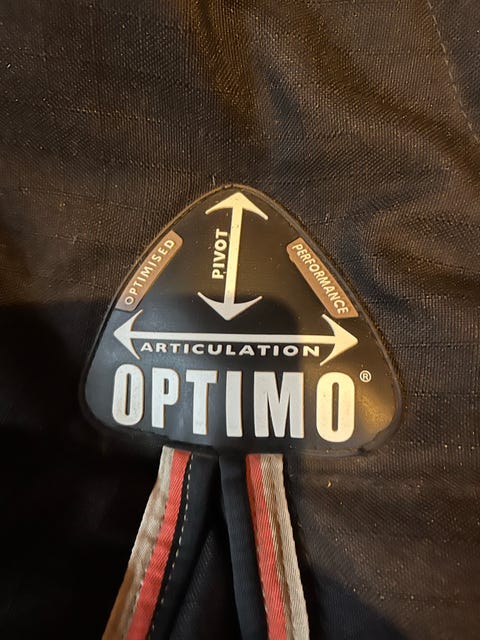 OPTIMISED
PIVOT
PERFORMANCE
ARTICULATION
OPTIMO®